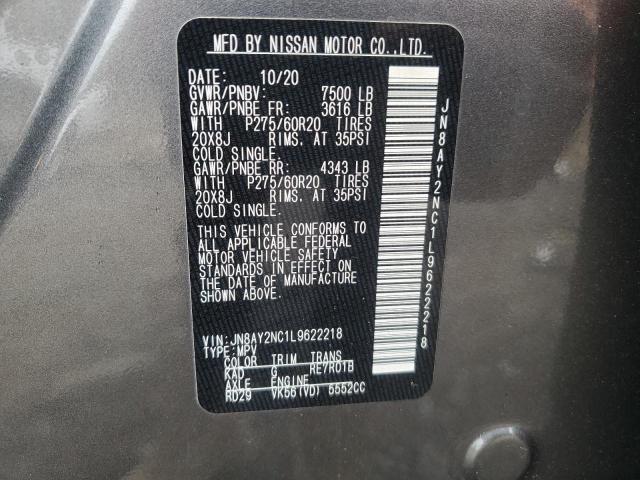 MFD BY NISSAN MOTOR CO.,LTD.
DATE: 10/20
GVWR/PNBV: 7500 LB
GAWR/PNBE FR: 3616 LB
WITH P275/60R20 TIRES
20X8J RIMS. AT 35PSI
COLD SINGLE.
GAWR/PNBE RR: 4343 LB
WITH P275/60R20 TIRES
20X8J RIMS. AT 35PSI
COLD SINGLE.
THIS VEHICLE CONFORMS TO
ALL APPLICABLE FEDERAL
MOTOR VEHICLE SAFETY
STANDARDS IN EFFECT ON
THE DATE OF MANUFACTURE
SHOWN ABOVE.
VIN:JN8AY2NC1L9622218
TYPE:MPV
COLOR TRIM TRANS
KAD G RE7R01B
AXLE ENGINE
RD29 VK56(VD) 5552CC
JN8AY2NC1L9622218